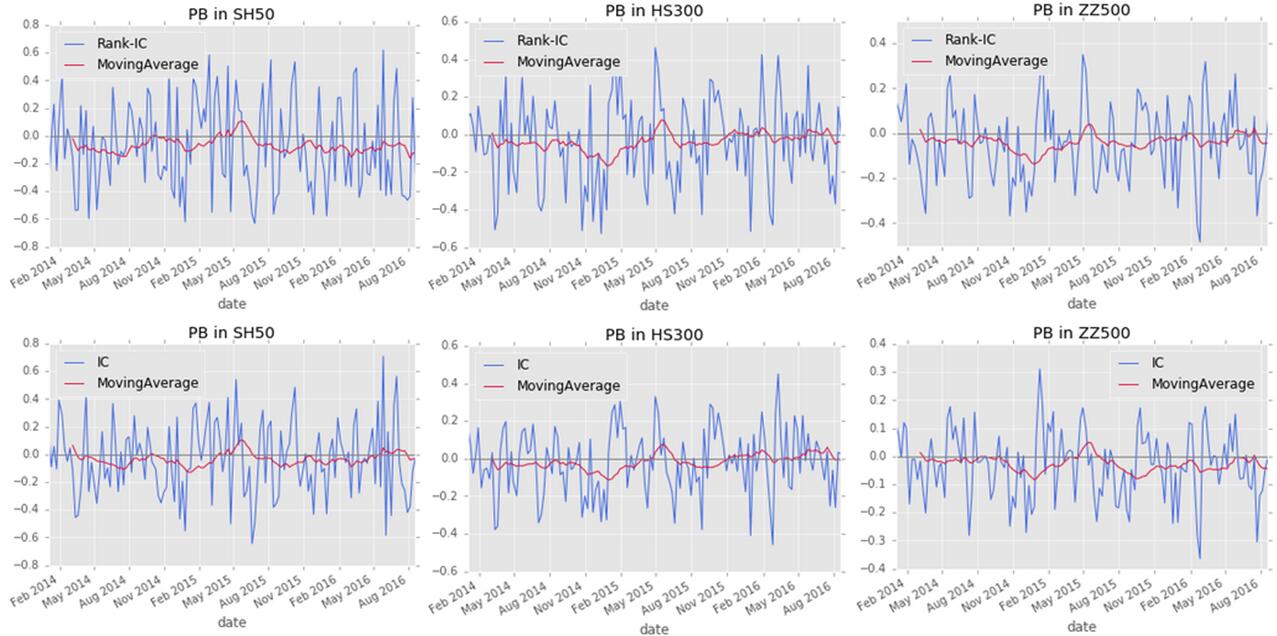 PB in SH50
0.8
0.6
0.4
0.2
0.0
−0.2
−0.4
−0.6
−0.8
Rank-IC
MovingAverage
Feb 2014
May 2014
Aug 2014
Nov 2014
Feb 2015
May 2015
Aug 2015
Nov 2015
Feb 2016
May 2016
Aug 2016
date
PB in HS300
0.6
0.4
0.2
0.0
−0.2
−0.4
−0.6
Rank-IC
MovingAverage
Feb 2014
May 2014
Aug 2014
Nov 2014
Feb 2015
May 2015
Aug 2015
Nov 2015
Feb 2016
May 2016
Aug 2016
date
PB in ZZ500
0.4
0.2
0.0
−0.2
−0.4
Rank-IC
MovingAverage
Feb 2014
May 2014
Aug 2014
Nov 2014
Feb 2015
May 2015
Aug 2015
Nov 2015
Feb 2016
May 2016
Aug 2016
date
PB in SH50
0.8
0.6
0.4
0.2
0.0
−0.2
−0.4
−0.6
−0.8
IC
MovingAverage
Feb 2014
May 2014
Aug 2014
Nov 2014
Feb 2015
May 2015
Aug 2015
Nov 2015
Feb 2016
May 2016
Aug 2016
date
PB in HS300
0.6
0.4
0.2
0.0
−0.2
−0.4
−0.6
IC
MovingAverage
Feb 2014
May 2014
Aug 2014
Nov 2014
Feb 2015
May 2015
Aug 2015
Nov 2015
Feb 2016
May 2016
Aug 2016
date
PB in ZZ500
0.4
0.3
0.2
0.1
0.0
−0.1
−0.2
−0.3
−0.4
IC
MovingAverage
Feb 2014
May 2014
Aug 2014
Nov 2014
Feb 2015
May 2015
Aug 2015
Nov 2015
Feb 2016
May 2016
Aug 2016
date